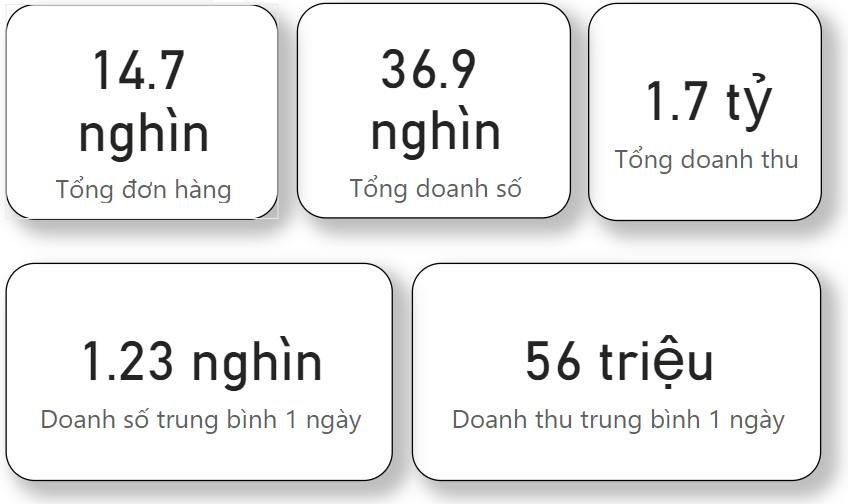 14.7
nghìn
Tổng đơn hàng
36.9
nghìn
Tổng doanh số
1.7 tỷ
Tổng doanh thu
1.23 nghìn
Doanh số trung bình 1 ngày
56 triệu
Doanh thu trung bình 1 ngày